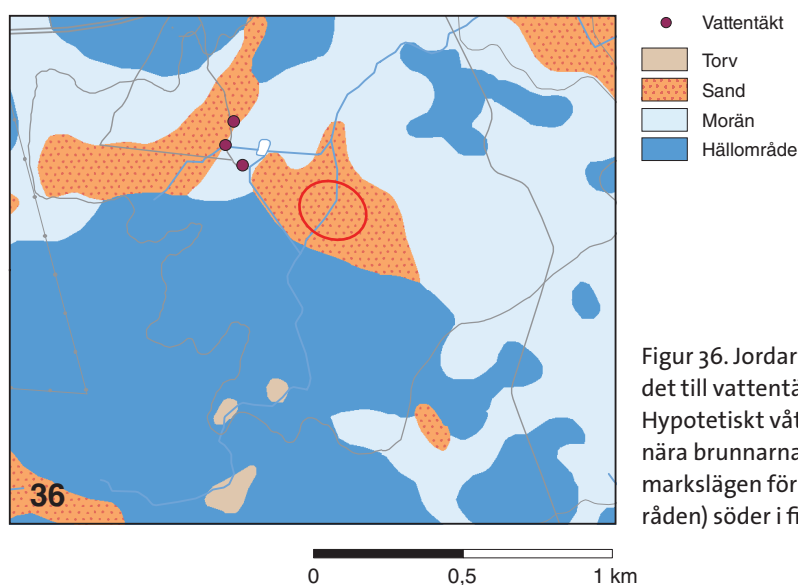 Vattentäkt
Torv
Sand
Morän
Hällområde
Figur 36. Jordar
det till vattentä
Hypotetiskt våt
nära brunnarna
markslägen för
råden) söder i fi
36
0 0,5 1 km